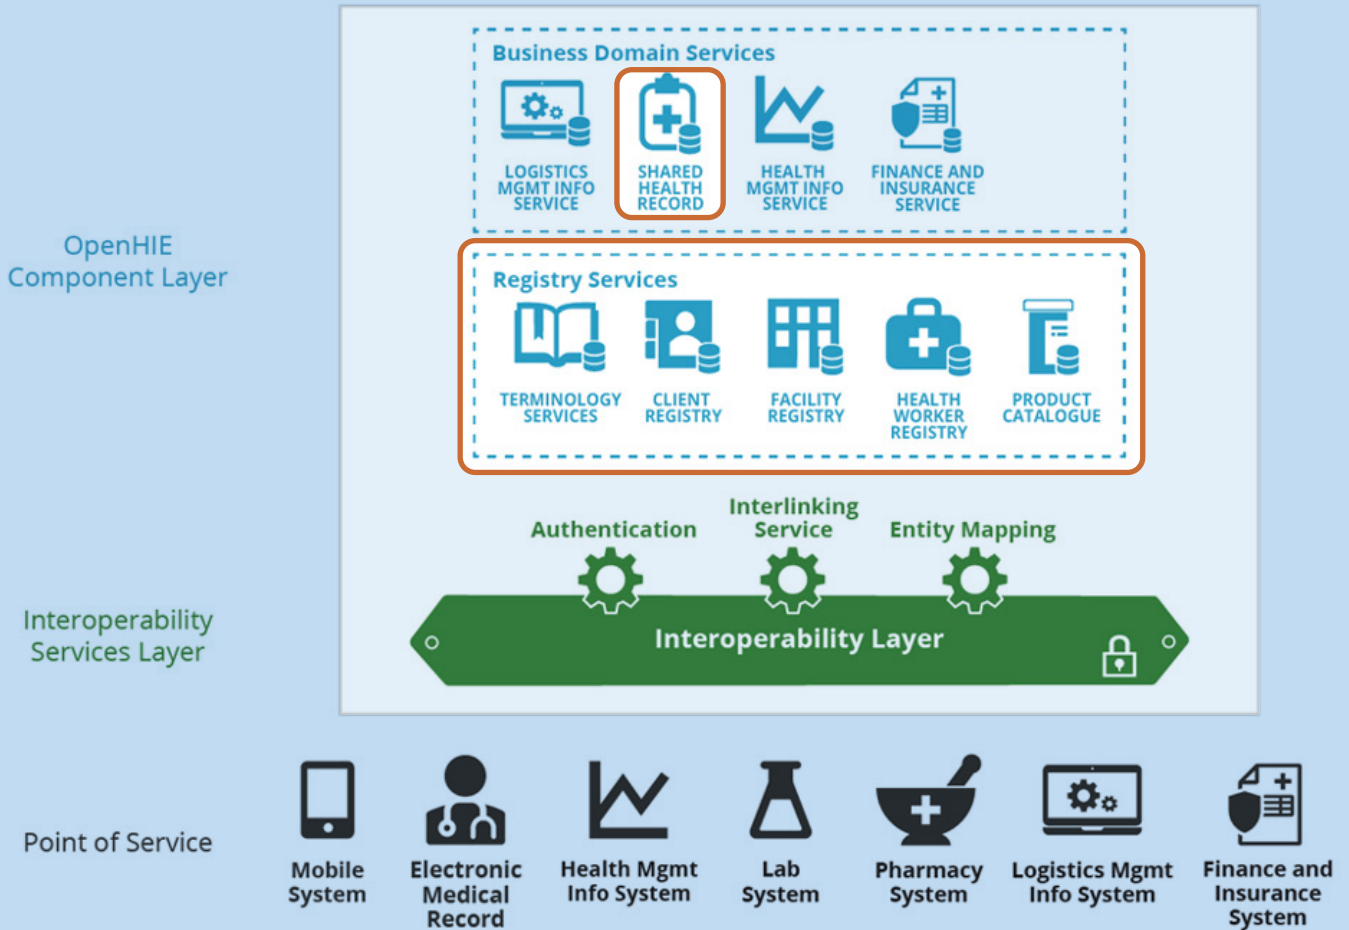 Business Domain Services
LOGISTICS
MGMT INFO
SERVICE
SHARED
HEALTH
RECORD
HEALTH
MGMT INFO
SERVICE
FINANCE AND
INSURANCE
SERVICE
OpenHIE
Component Layer
Registry Services
TERMINOLOGY
SERVICES
CLIENT
REGISTRY
FACILITY
REGISTRY
HEALTH
WORKER
REGISTRY
PRODUCT
CATALOGUE
Authentication
Interlinking
Service
Entity Mapping
Interoperability
Services Layer
Interoperability Layer
Point of Service
Mobile
System
Electronic
Medical
Record
Health Mgmt
Info System
Lab
System
Pharmacy
System
Logistics Mgmt
Info System
Finance and
Insurance
System